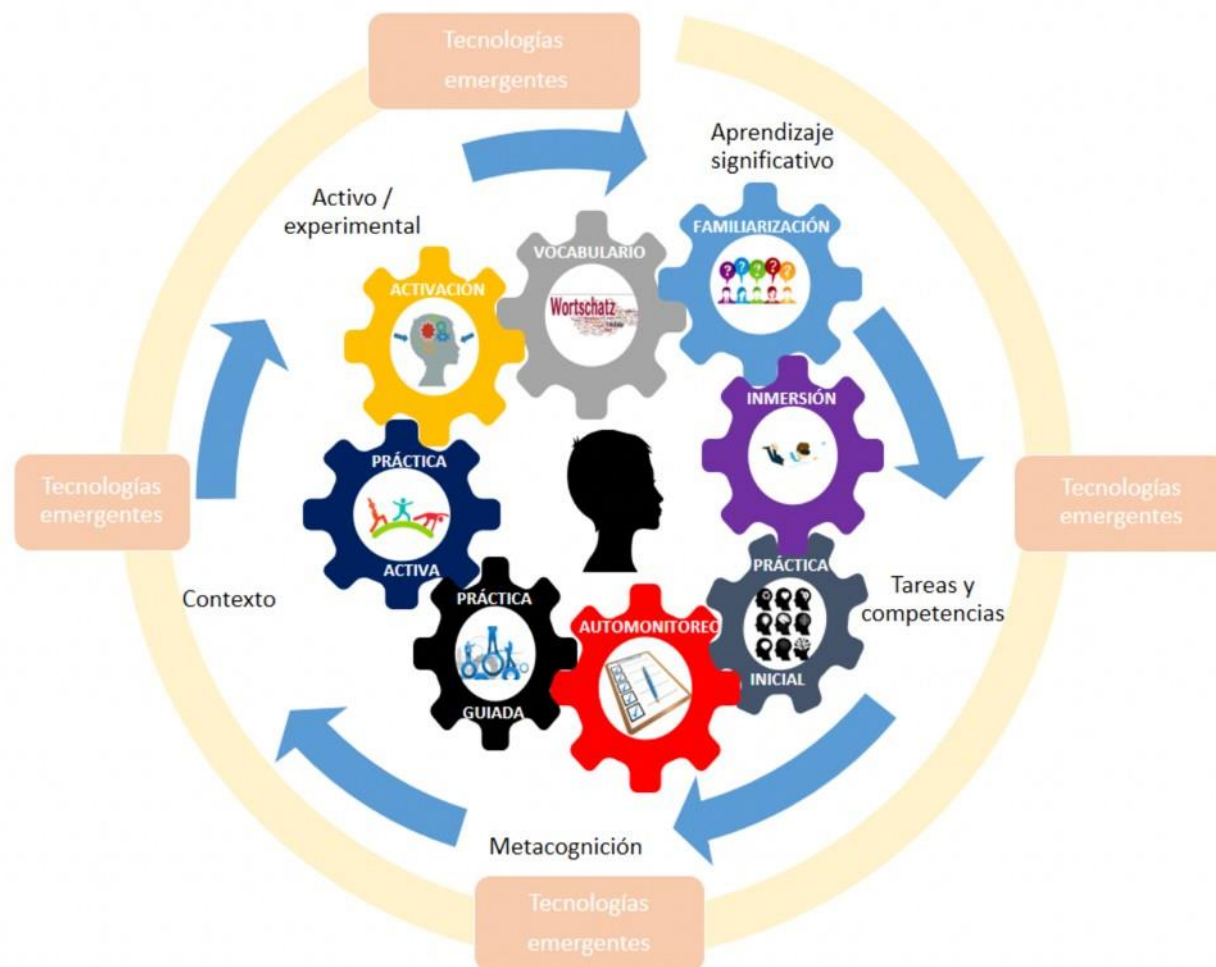 Tecnologías
emergentes
Aprendizaje
significativo
Activo /
experimental
FAMILIARIZACIÓN
VOCABULARIO
Wortschatz
ACTIVACIÓN
INMERSIÓN
PRÁCTICA
ACTIVA
Tecnologías
emergentes
Tecnologías
emergentes
PRÁCTICA
INICIAL
Tareas y
competencias
Contexto
PRÁCTICA
GUIADA
AUTOMONITOREO
Metacognición
Tecnologías
emergentes